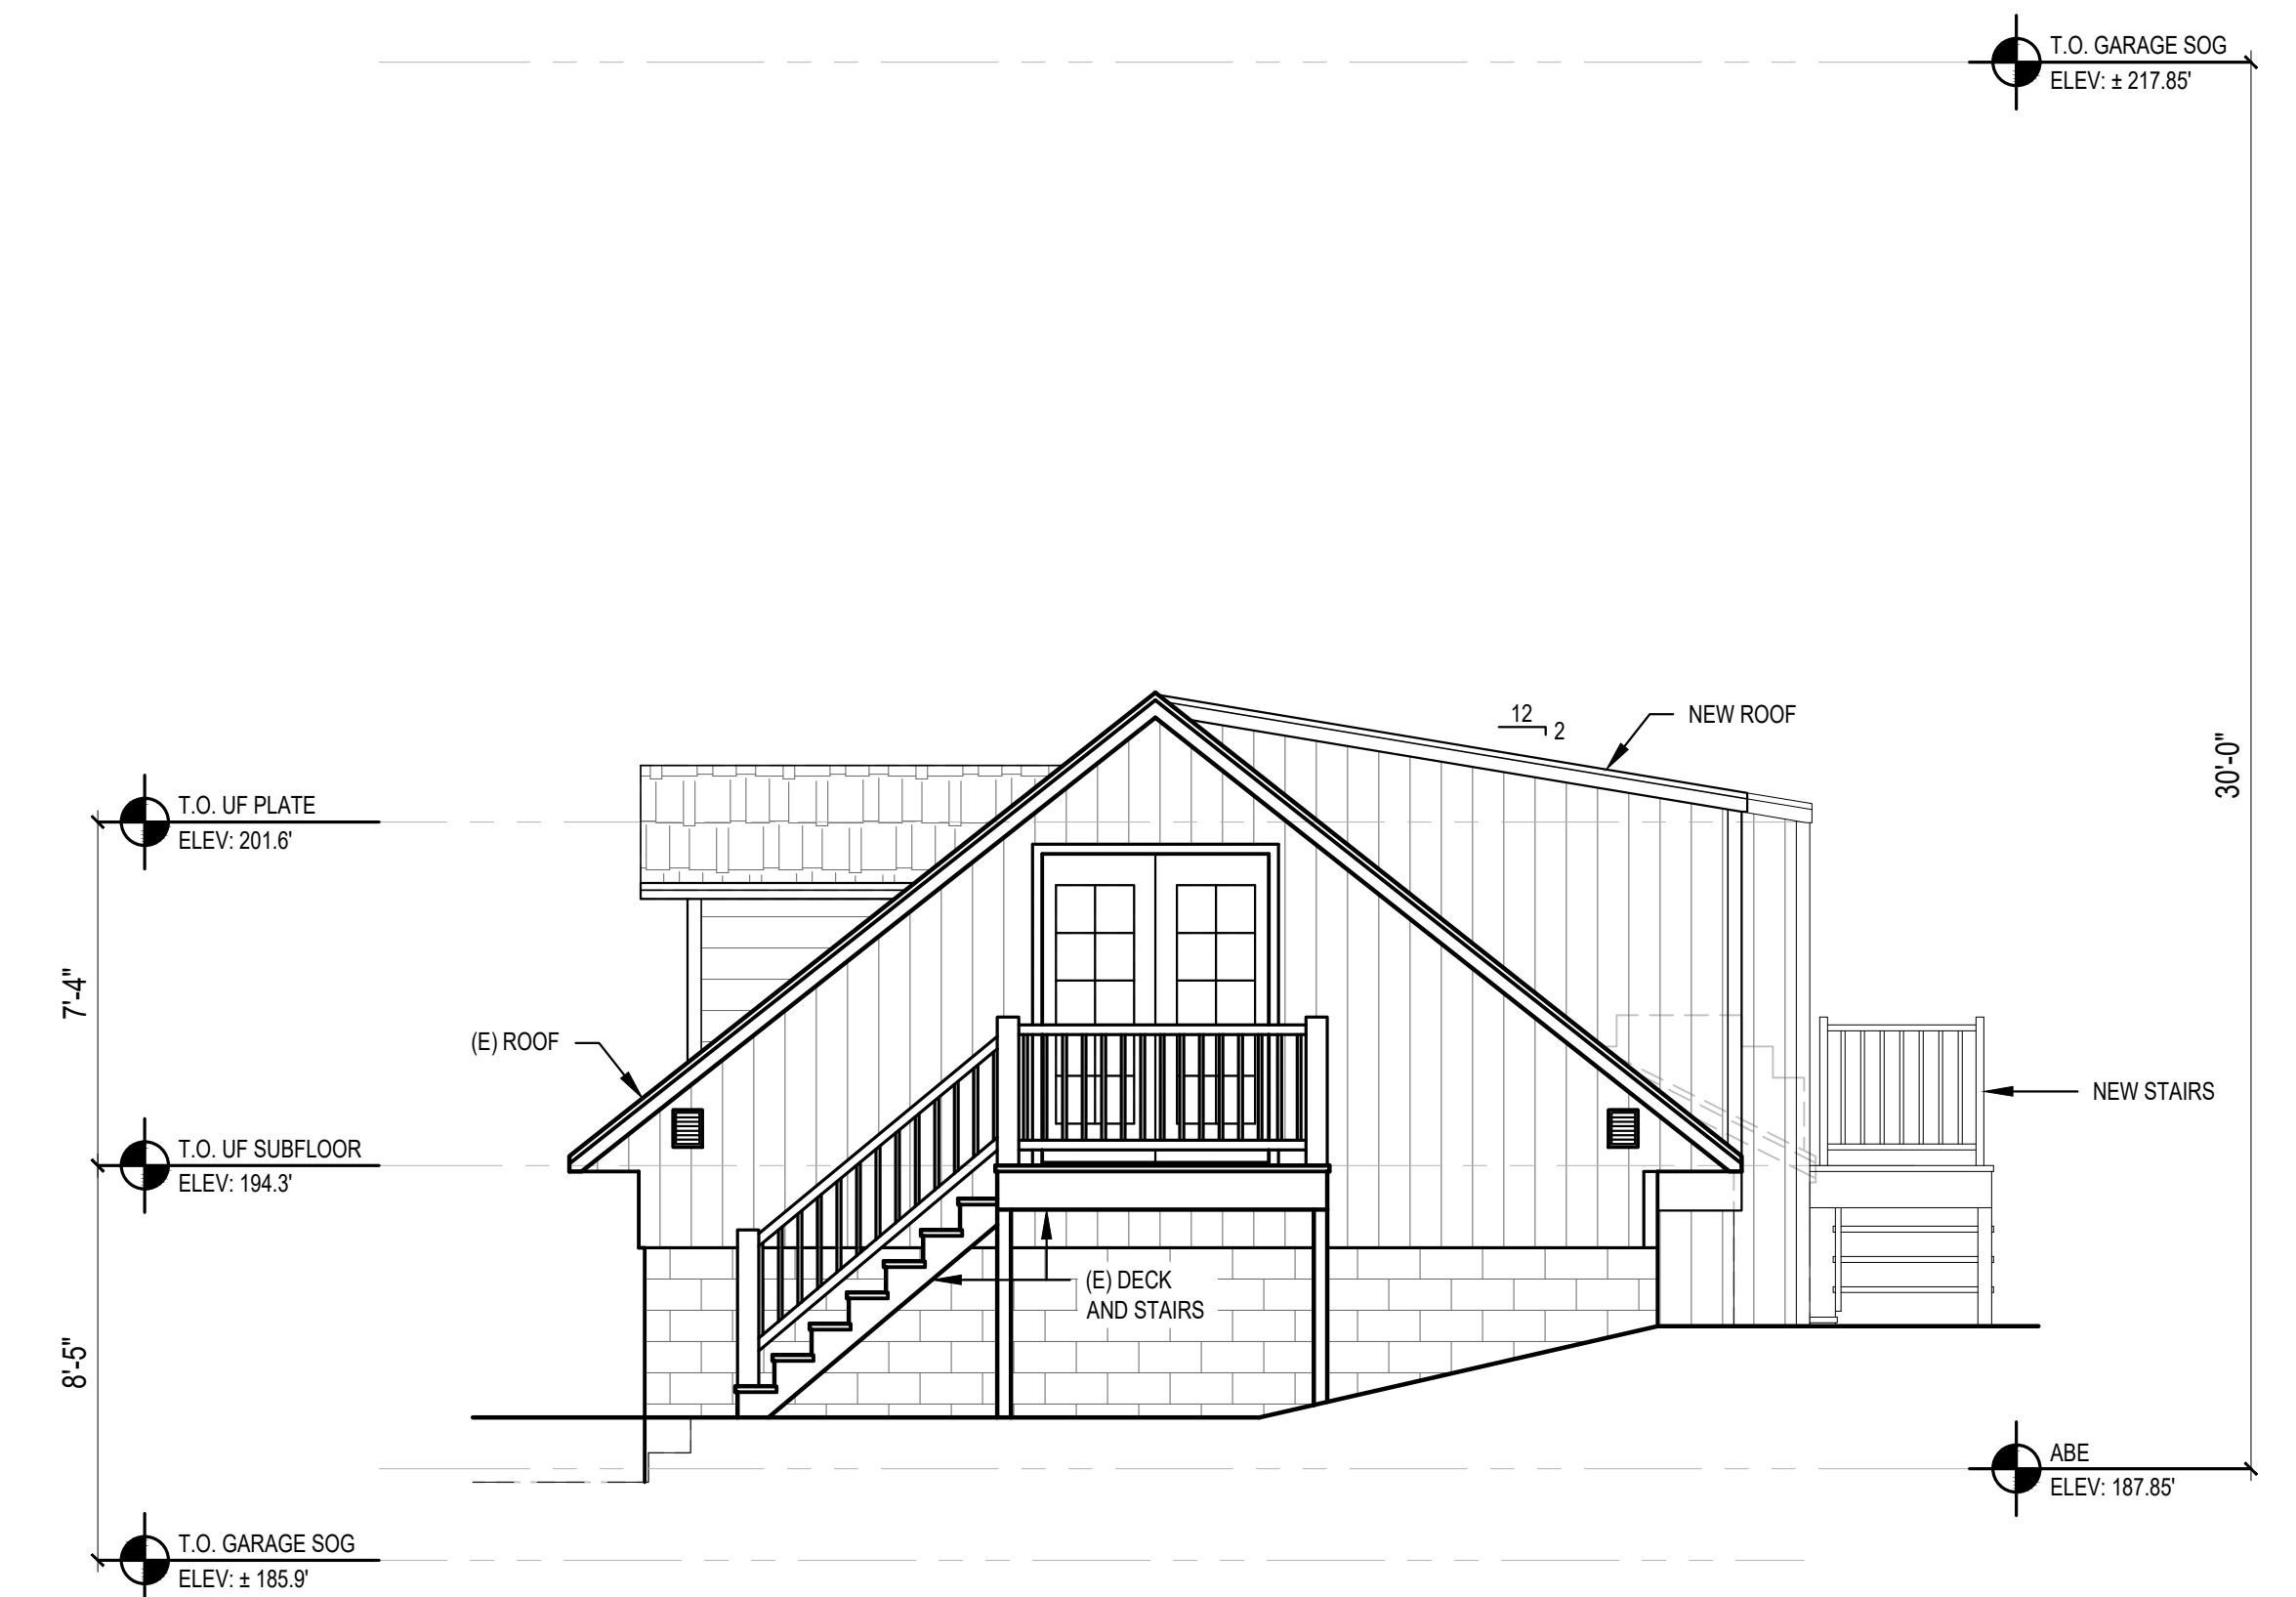 T.O. GARAGE SOG
ELEV: ± 217.85'
12
2
NEW ROOF
30'-0"
T.O. UF PLATE
ELEV: 201.6'
7'-4"
(E) ROOF
NEW STAIRS
T.O. UF SUBFLOOR
ELEV: 194.3'
(E) DECK
AND STAIRS
8'-5"
ABE
ELEV: 187.85'
T.O. GARAGE SOG
ELEV: ± 185.9'